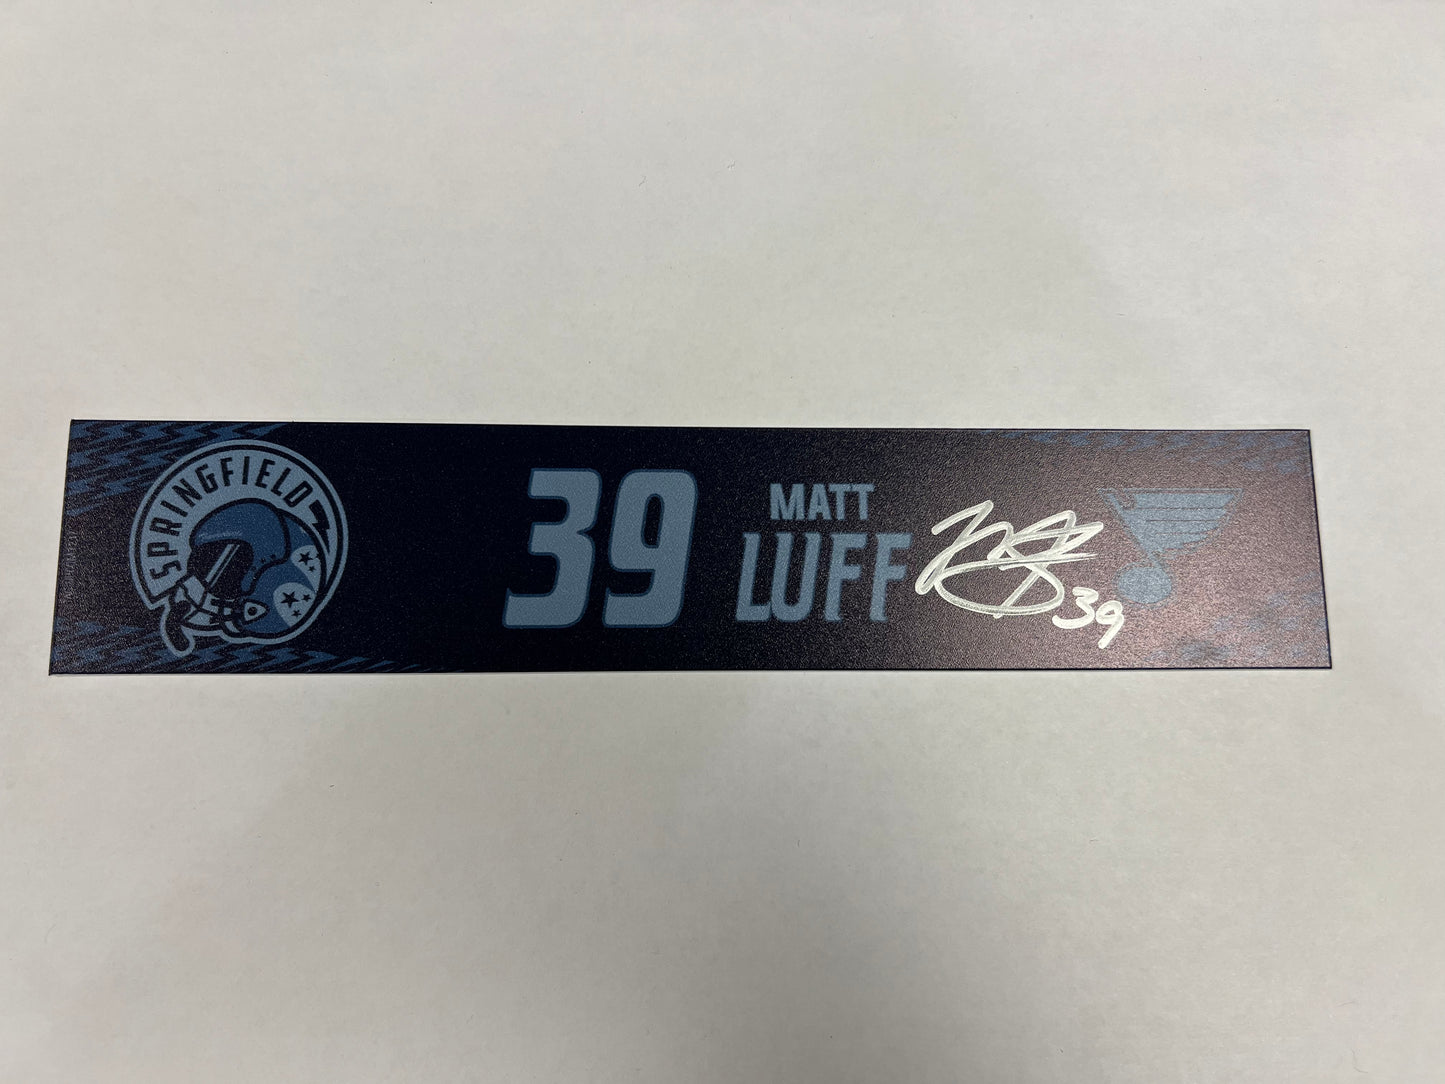 SPRINGFIELD
39
MATT
LUFF
39